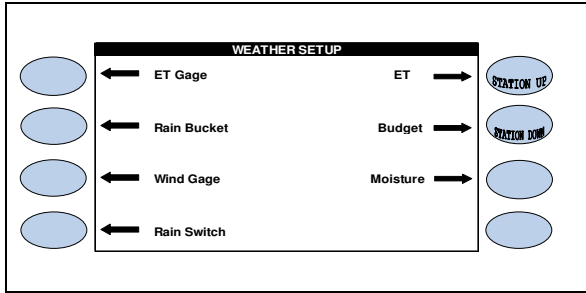 WEATHER SETUP
ET Gage
ET
STATION UP
Rain Bucket
Budget
STATION DOWN
Wind Gage
Moisture
Rain Switch